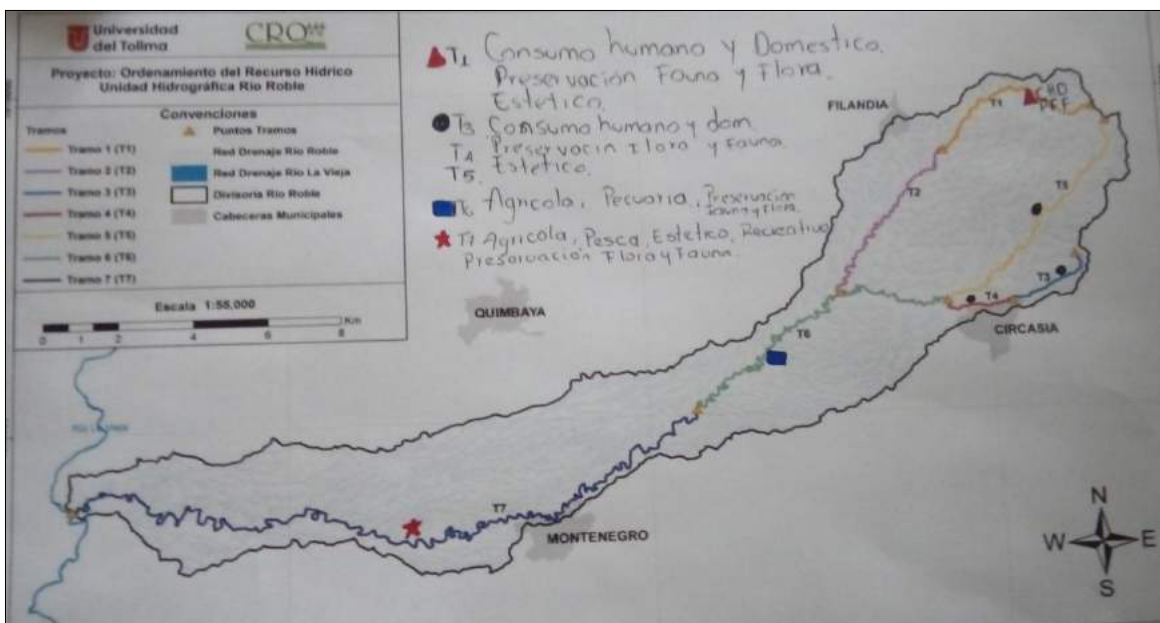 Universidad
del Tolima
CRQ
Proyecto: Ordenamiento del Recurso Hídrico
Unidad Hidrográfica Río Roble
Convenciones
Tramos
Tramo 1 (T1)
Tramo 2 (T2)
Tramo 3 (T3)
Tramo 4 (T4)
Tramo 5 (T5)
Tramo 6 (T6)
Tramo 7 (T7)
Puntos Tramos
Red Drenaje Río Roble
Red Drenaje Río La Vieja
Divisoria Río Roble
Cabeceras Municipales
Escala 1:55,000
0 1 2 4 6 8 Km
T1 Consumo humano y Domestico.
Preservación Fauna y Flora.
Estetico.
T3 Consumo humano y dom
T4 Preservacin Flora y Fauna.
T5. Estetico.
T6 Agricola, Pecuaria, Preservacion
Fauna y Flora
T7 Agricola, Pesca, Estetico, Recreativo
Preservación Flora y Fauna.
FILANDIA
T1
CHD
PFF
T2
T5
T3
T4
CIRCASIA
QUIMBAYA
T6
T7
MONTENEGRO
N
W E
S